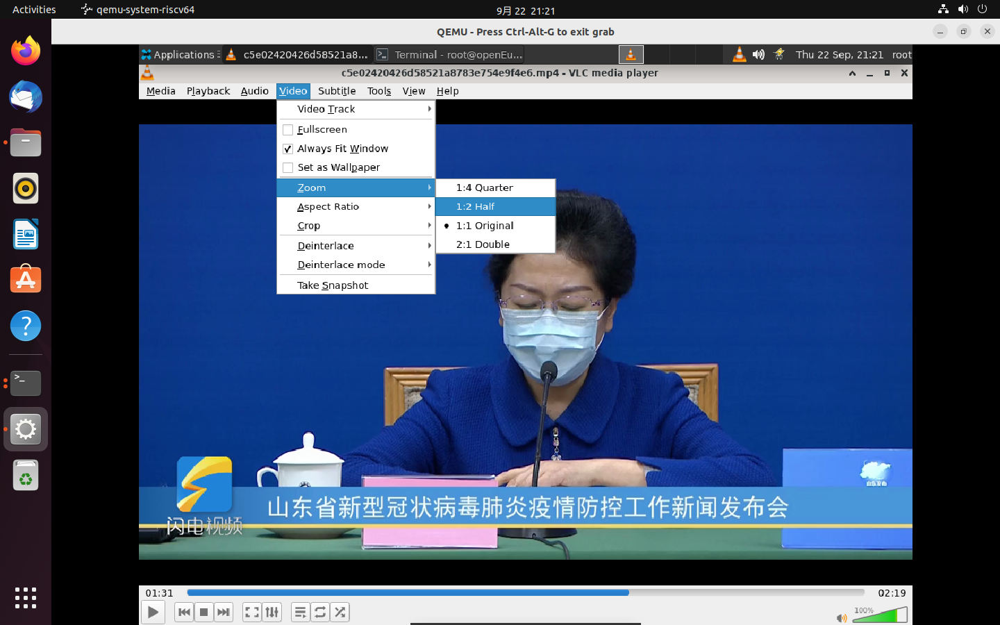 Activities
qemu-system-riscv64
9月 22 21:21
QEMU - Press Ctrl-Alt-G to exit grab
Applications
c5e02420426d58521a8...
Terminal - root@openEu...
Thu 22 Sep, 21:21
root
c5e02420426d58521a8783e754e9f4e6.mp4 - VLC media player
Media Playback Audio Video Subtitle Tools View Help
Video Track
Fullscreen
Always Fit Window
Set as Wallpaper
Zoom
Aspect Ratio
Crop
Deinterlace
Deinterlace mode
Take Snapshot
1:4 Quarter
1:2 Half
1:1 Original
2:1 Double
山东发布
山东省新型冠状病毒肺炎疫情防控工作新闻发布会
闪电视频
01:31
02:19
100%